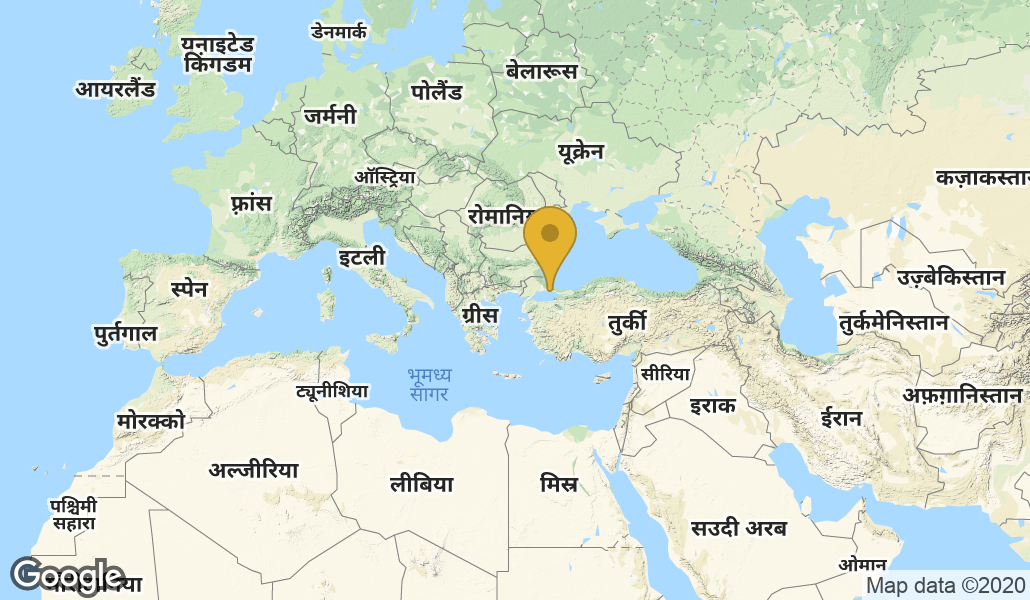 डेनमार्क
यूनाइटेड
किंगडम
आयरलैंड
बेलारूस
पोलैंड
जर्मनी
यूक्रेन
ऑस्ट्रिया
कज़ाकस्तान
फ़्रांस
रोमानिया
इटली
उज़्बेकिस्तान
स्पेन
ग्रीस
तुर्की
तुर्कमेनिस्तान
पुर्तगाल
भूमध्य
सागर
सीरिया
ट्यूनीशिया
अफ़ग़ानिस्तान
इराक
ईरान
मोरक्को
अल्जीरिया
लीबिया
मिस्र
पश्चिमी
सहारा
सउदी अरब
ओमान
Google
Map data ©2020